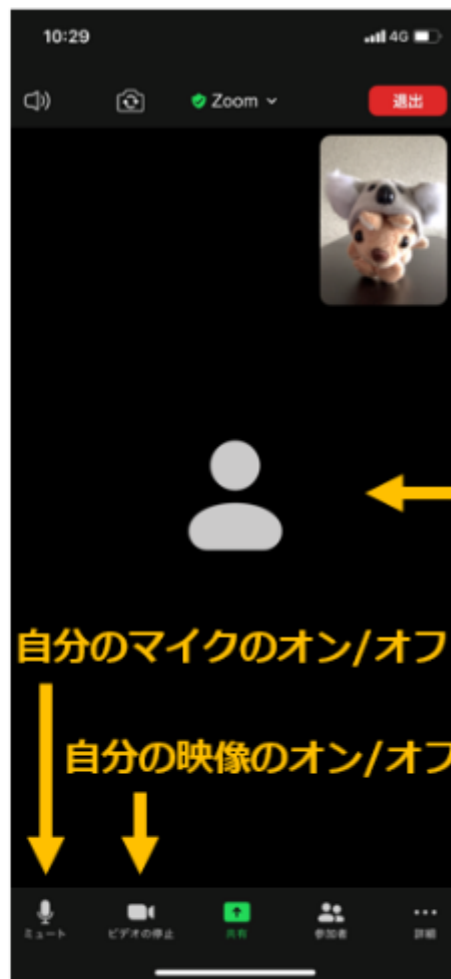 10:29
4G
Zoom
退出
自分のマイクのオン/オフ
自分の映像のオン/オフ
ミュート
ビデオの停止
共有
参加者
詳細